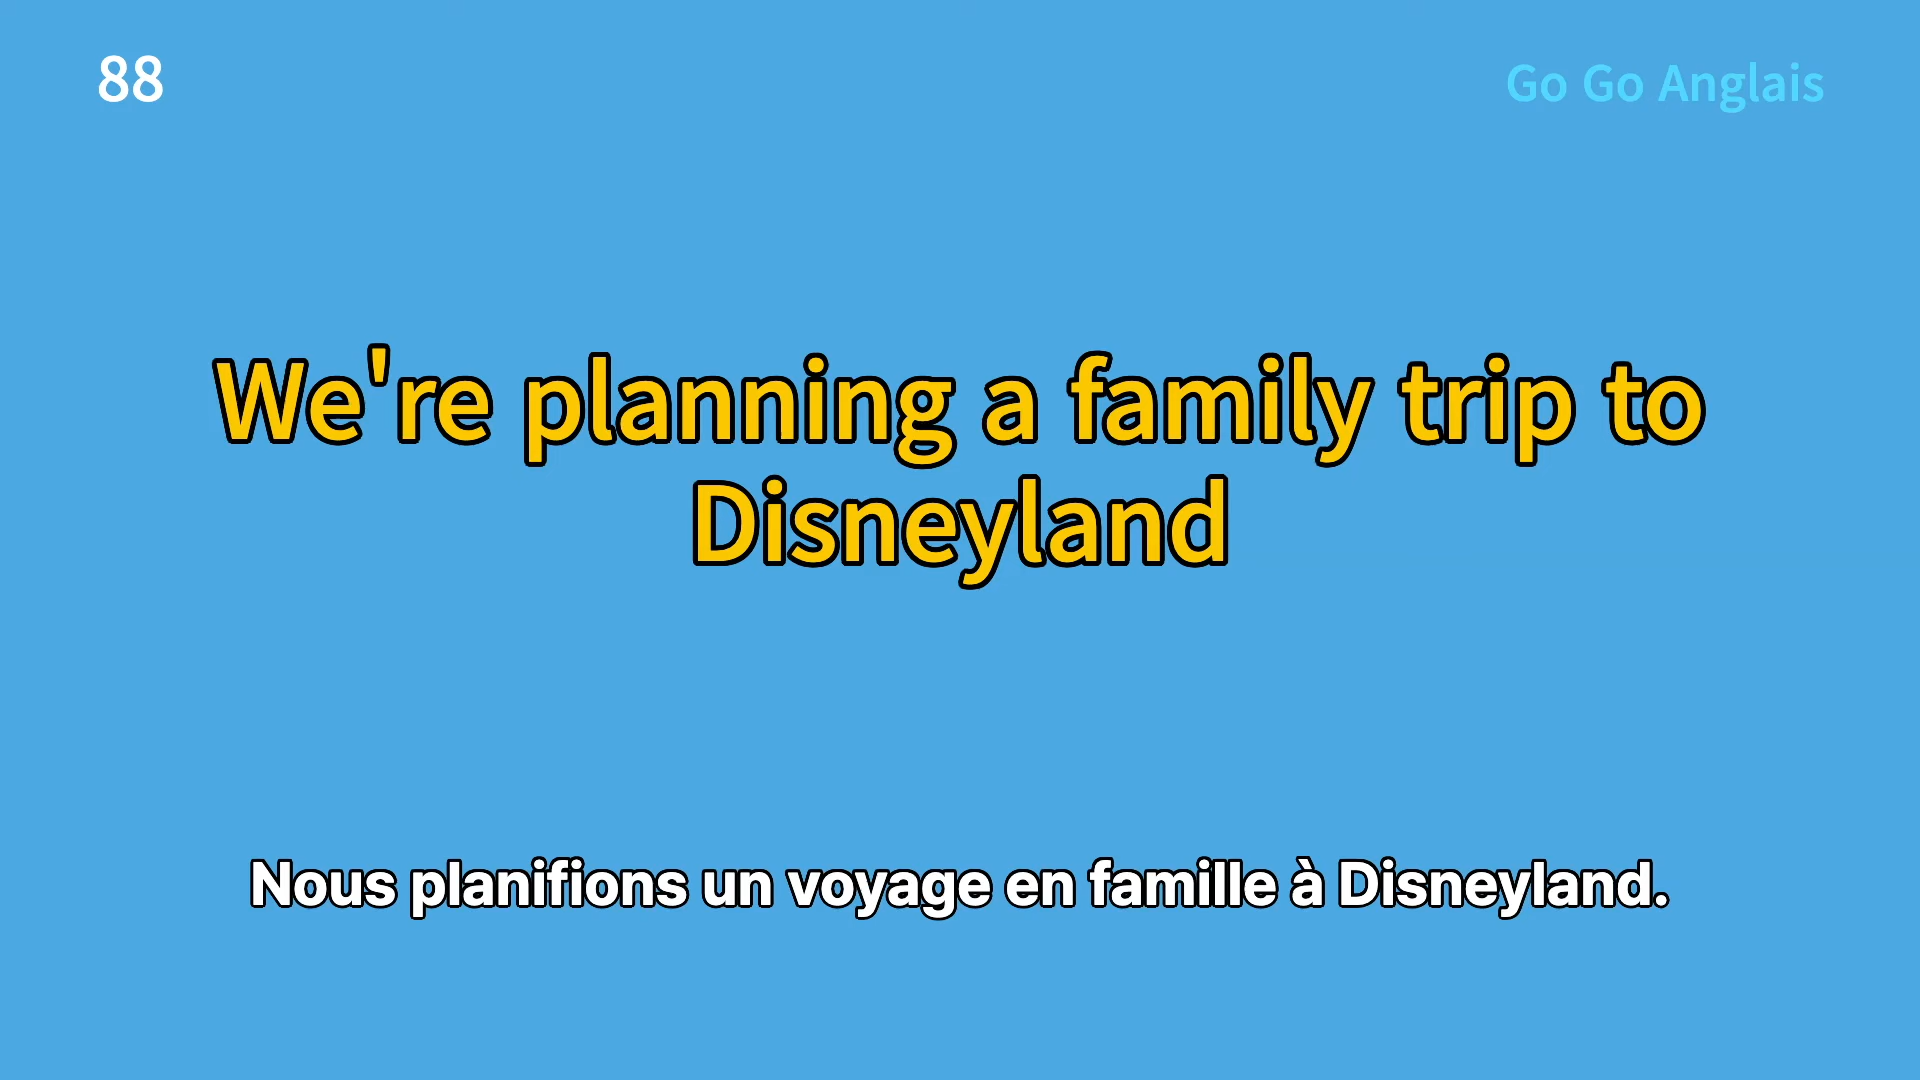 88
Go Go Anglais
We're planning a family trip to
Disneyland
Nous planifions un voyage en famille à Disneyland.